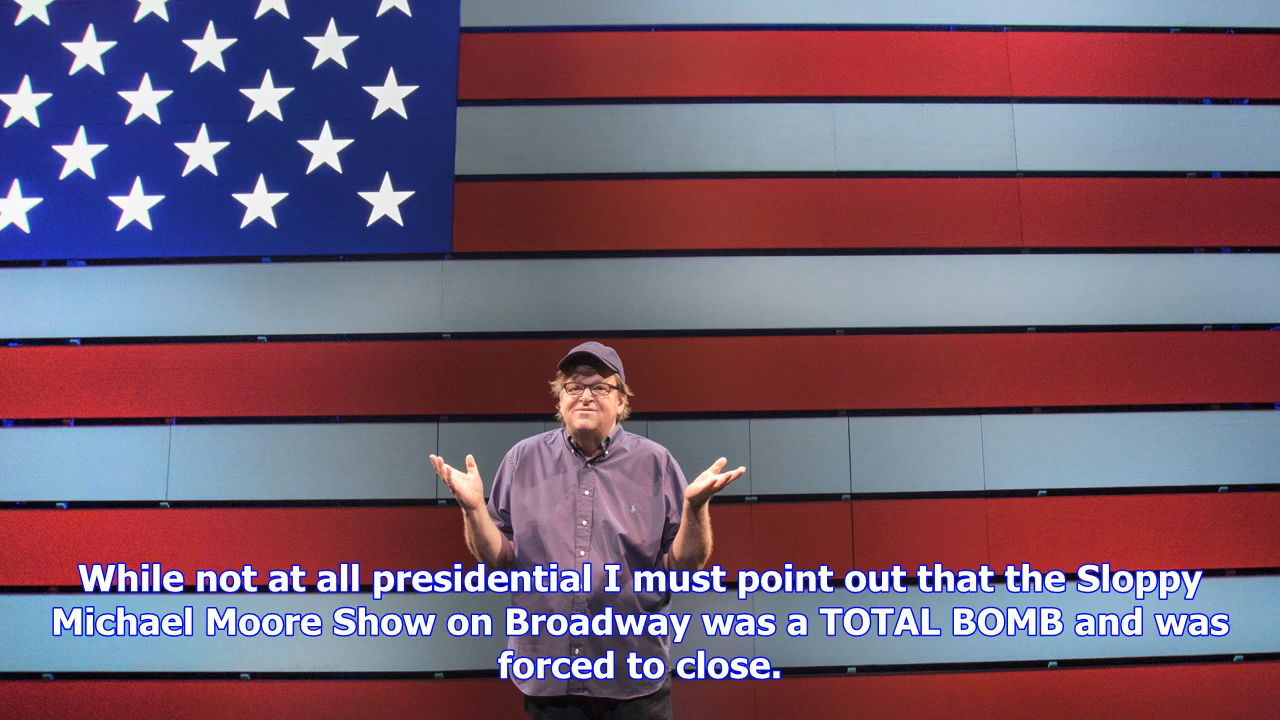 While not at all presidential I must point out that the Sloppy
Michael Moore Show on Broadway was a TOTAL BOMB and was
forced to close.